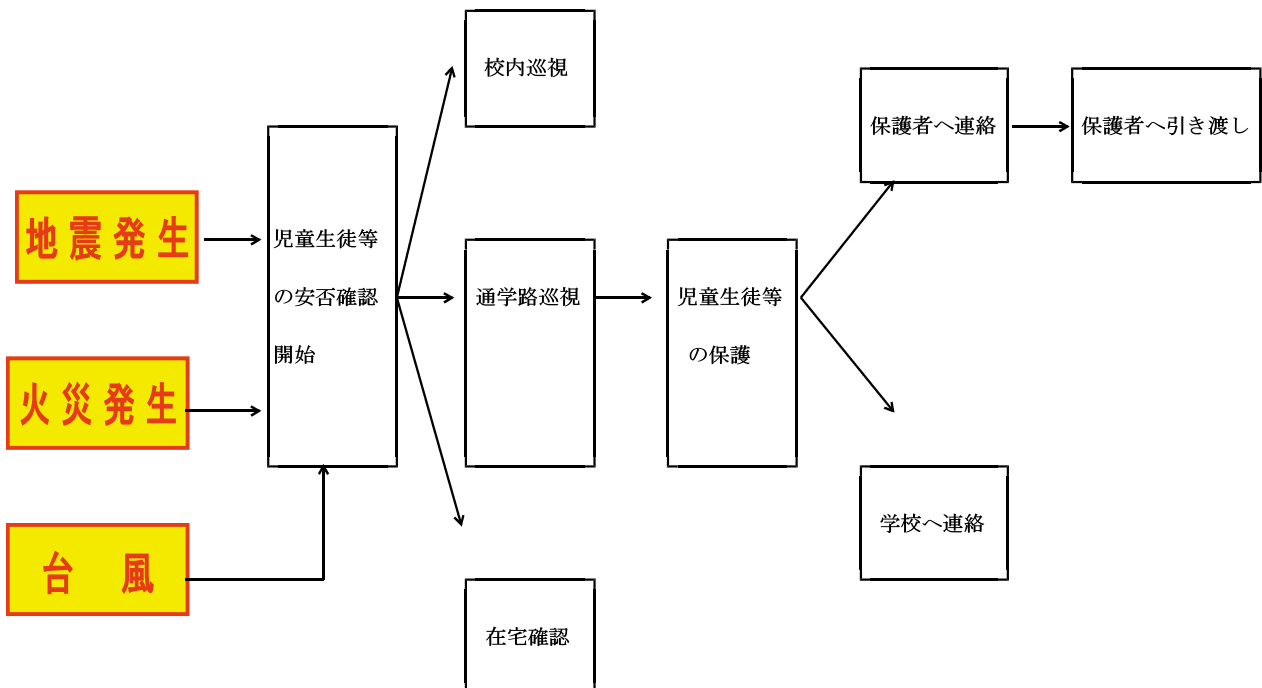 地震発生
火災発生
台風
児童生徒等
の安否確認
開始
校内巡視
通学路巡視
在宅確認
児童生徒等
の保護
保護者へ連絡
保護者へ引き渡し
学校へ連絡